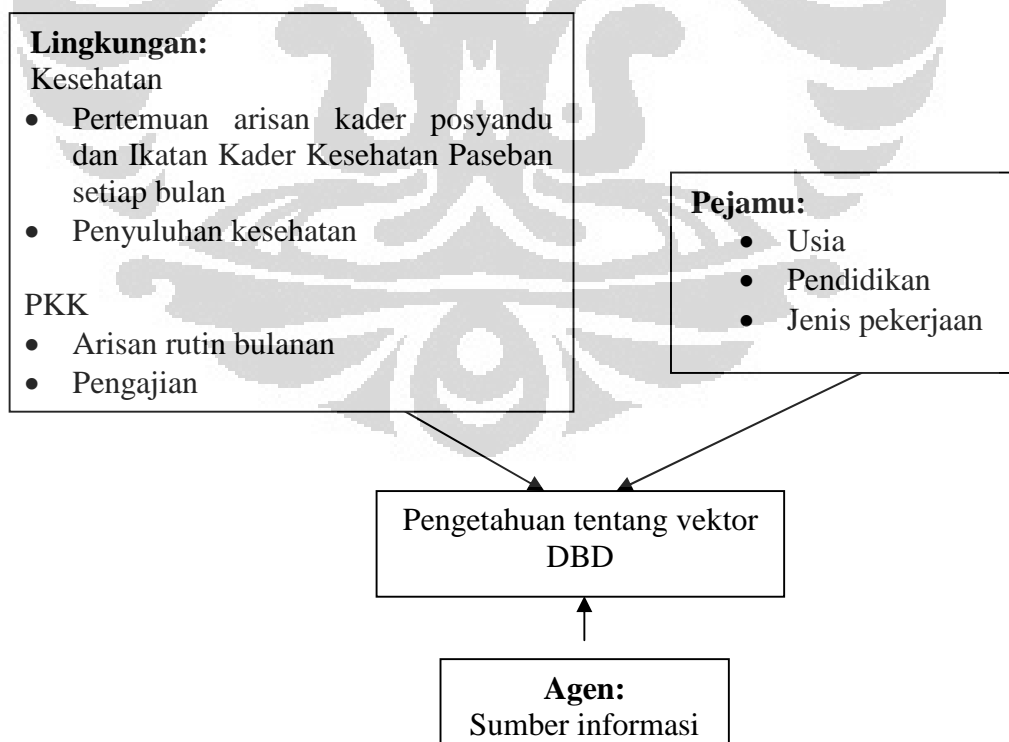 Lingkungan:
Kesehatan
• Pertemuan arisan kader posyandu
dan Ikatan Kader Kesehatan Paseban
setiap bulan
• Penyuluhan kesehatan
PKK
• Arisan rutin bulanan
• Pengajian
Pejamu:
• Usia
• Pendidikan
• Jenis pekerjaan
Pengetahuan tentang vektor
DBD
Agen:
Sumber informasi